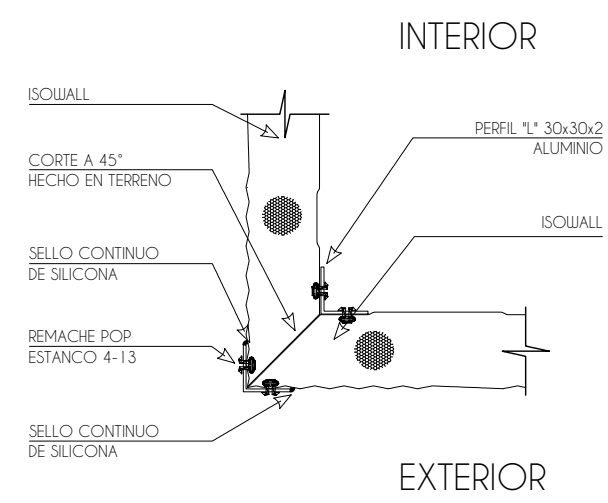 INTERIOR
ISOWALL
PERFIL "L" 30x30x2
ALUMINIO
CORTE A 45°
HECHO EN TERRENO
ISOWALL
SELLO CONTINUO
DE SILICONA
REMACHE POP
ESTANCO 4-13
SELLO CONTINUO
DE SILICONA
EXTERIOR